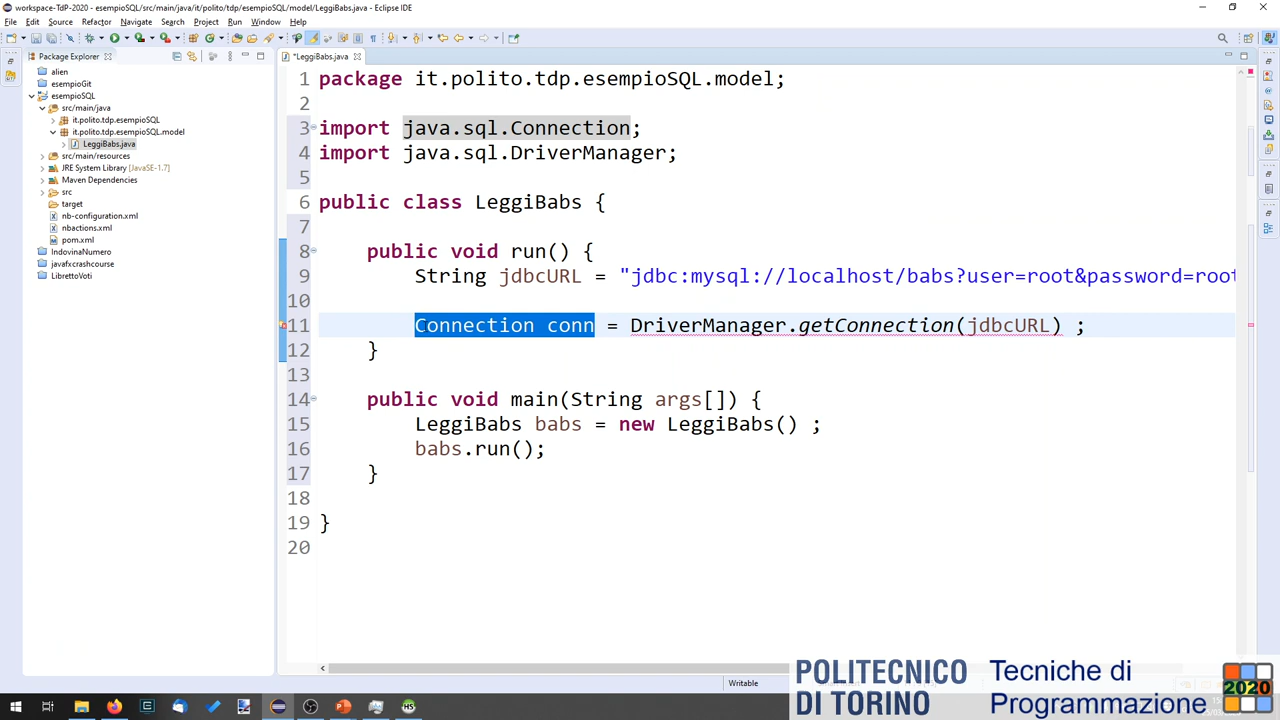 workspace-TdP-2020 - esempioSQL/src/main/java/it/polito/tdp/esempioSQL/model/LeggiBabs.java - Eclipse IDE
File Edit Source Refactor Navigate Search Project Run Window Help
Package Explorer
*LeggiBabs.java
alien
esempioGit
esempioSQL
src/main/java
it.polito.tdp.esempioSQL
it.polito.tdp.esempioSQL.model
LeggiBabs.java
src/main/resources
JRE System Library [JavaSE-1.7]
Maven Dependencies
src
target
nb-configuration.xml
nbactions.xml
pom.xml
IndovinaNumero
javafxcrashcourse
LibrettoVoti
1 package it.polito.tdp.esempioSQL.model;
2
3 import java.sql.Connection;
4 import java.sql.DriverManager;
5
6 public class LeggiBabs {
7
8 public void run() {
9 String jdbcURL = "jdbc:mysql://localhost/babs?user=root&password=root
10
11 Connection conn = DriverManager.getConnection(jdbcURL) ;
12 }
13
14 public void main(String args[]) {
15 LeggiBabs babs = new LeggiBabs() ;
16 babs.run();
17 }
18
19 }
20
Writable
POLITECNICO
DI TORINO
Tecniche di
Programmazione
2020